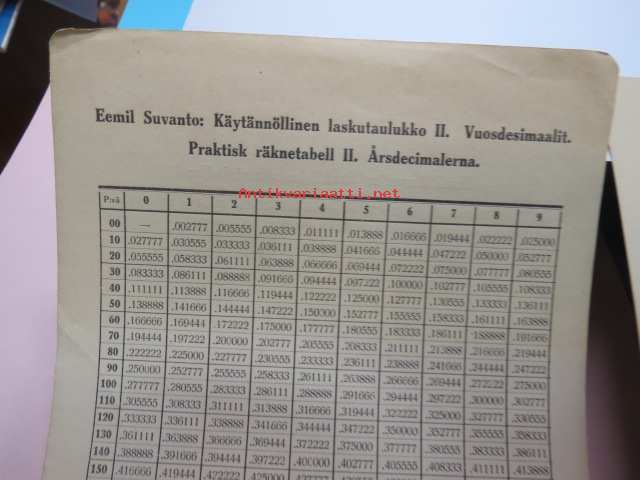 Eemil Suvanto: Käytännöllinen laskutaulukko II. Vuosdesimaalit.
Praktisk räknetabell II. Årsdecimalerna.
Antikvariaatti.net
P:vä 0 1 2 3 4 5 6 7 8 9
00 — .002777 .005555 .008333 .011111 .013888 .016666 .019444 .022222 .025000
10 .027777 .030555 .033333 .036111 .038888 .041666 .044444 .047222 .050000 .052777
20 .055555 .058333 .061111 .063888 .066666 .069444 .072222 .075000 .077777 .080555
30 .083333 .086111 .088888 .091666 .094444 .097222 .100000 .102777 .105555 .108333
40 .111111 .113888 .116666 .119444 .122222 .125000 .127777 .130555 .133333 .136111
50 .138888 .141666 .144444 .147222 .150000 .152777 .155555 .158333 .161111 .163888
60 .166666 .169444 .172222 .175000 .177777 .180555 .183333 .186111 .188888 .191666
70 .194444 .197222 .200000 .202777 .205555 .208333 .211111 .213888 .216666 .219444
80 .222222 .225000 .227777 .230555 .233333 .236111 .238888 .241666 .244444 .247222
90 .250000 .252777 .255555 .258333 .261111 .263888 .266666 .269444 .272222 .275000
100 .277777 .280555 .283333 .286111 .288888 .291666 .294444 .297222 .300000 .302777
110 .305555 .308333 .311111 .313888 .316666 .319444 .322222 .325000 .327777 .330555
120 .333333 .336111 .338888 .341666 .344444 .347222 .350000 .352777 .355555 .358333
130 .361111 .363888 .366666 .369444 .372222 .375000 .377777 .380555 .383333 .386111
140 .388888 .391666 .394444 .397222 .400000 .402777 .405555 .408333 .411111 .413888
150 .416666 .419444 .422222 .425000